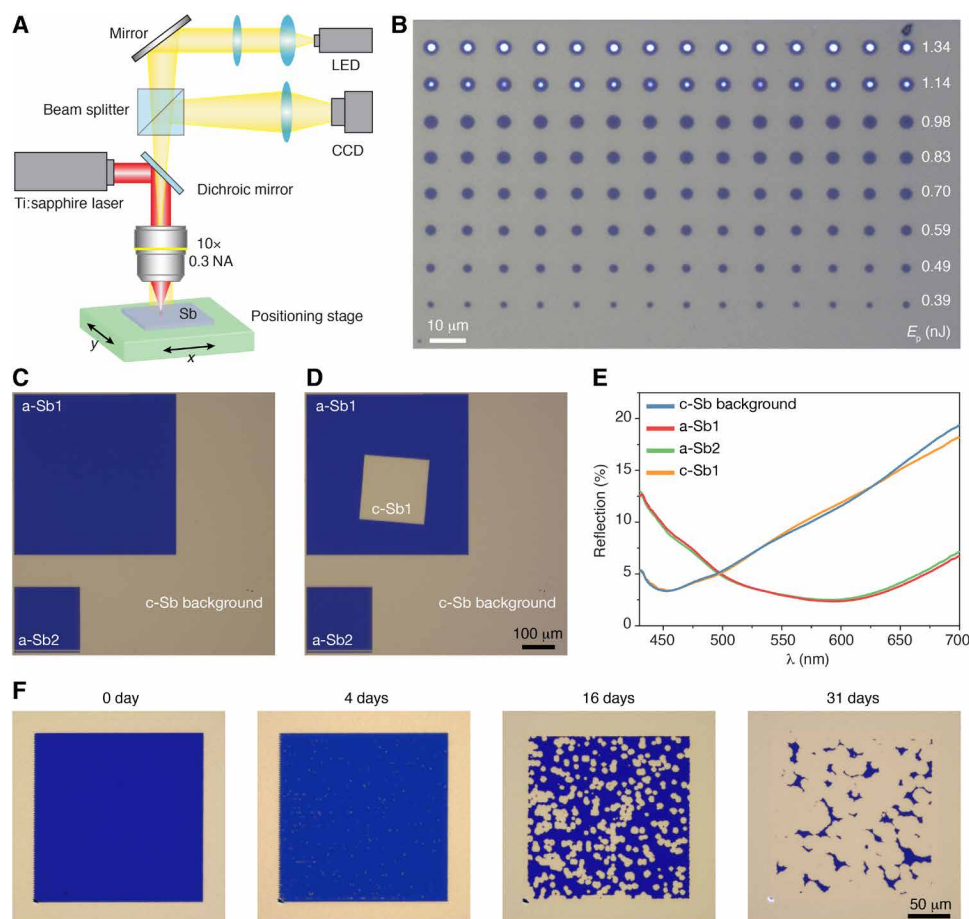 A
Mirror
LED
Beam splitter
CCD
Ti:sapphire laser
Dichroic mirror
10×
0.3 NA
Sb
Positioning stage
y
x
B
1.34
1.14
0.98
0.83
0.70
0.59
0.49
0.39
10 μm
Ep (nJ)
C
a-Sb1
c-Sb background
a-Sb2
D
a-Sb1
c-Sb1
c-Sb background
a-Sb2
100 μm
E
c-Sb background
a-Sb1
a-Sb2
c-Sb1
Reflection (%)
20
15
10
5
0
450 500 550 600 650 700
λ (nm)
F
0 day
4 days
16 days
31 days
50 μm